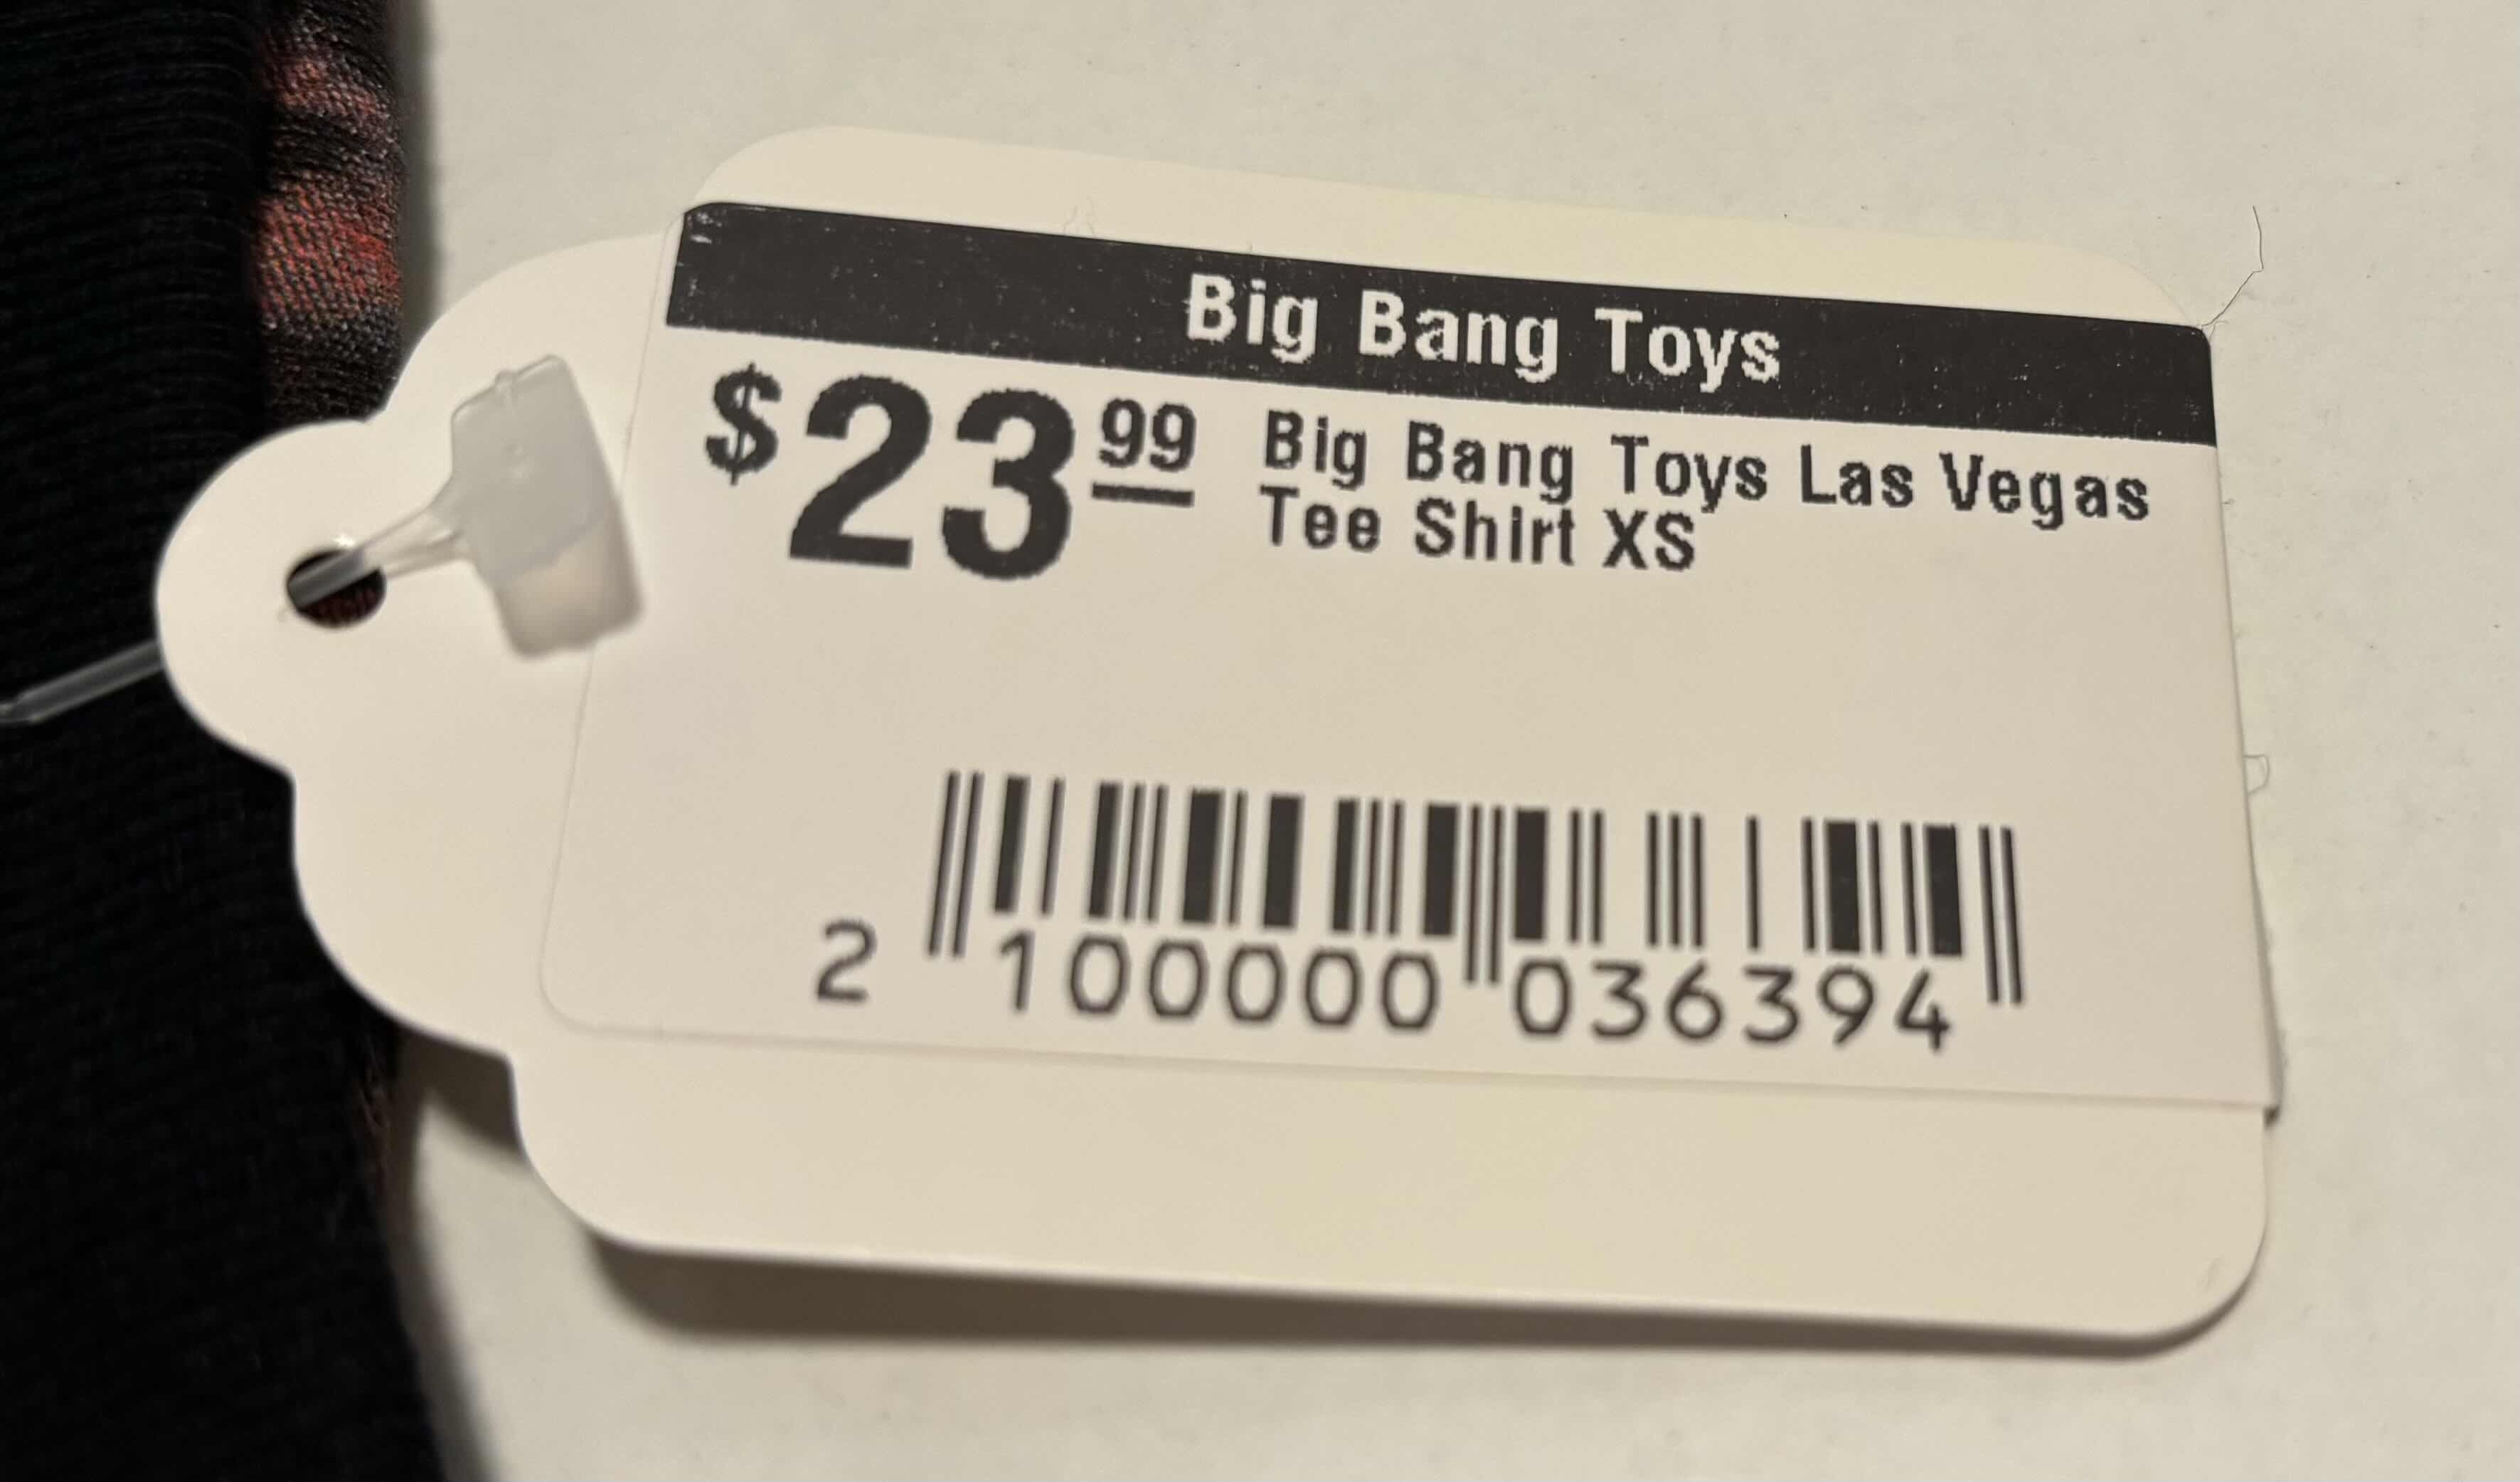 Big Bang Toys
$23 99
Big Bang Toys Las Vegas
Tee Shirt XS
2 100000 036394